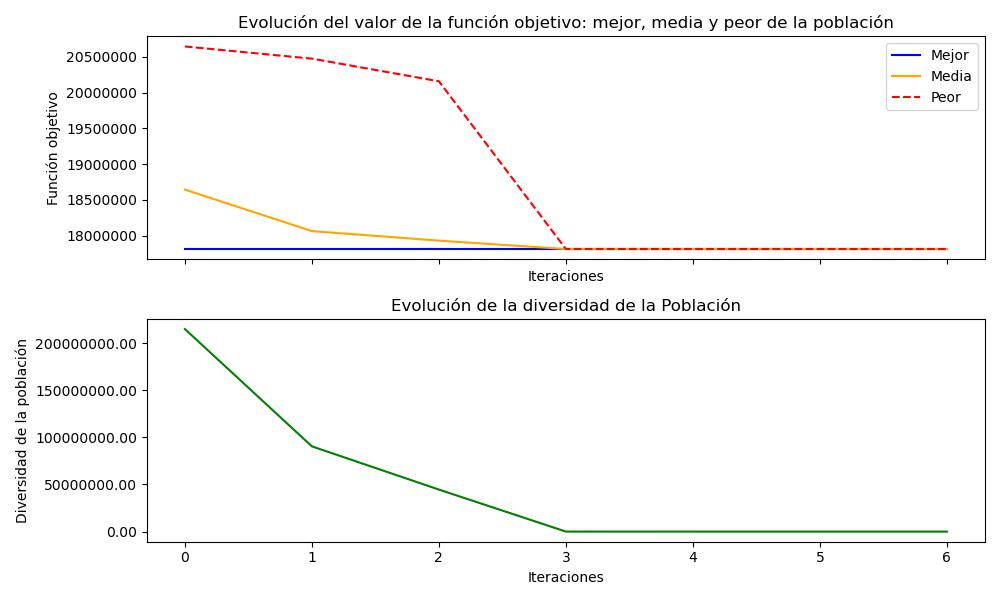 Evolución del valor de la función objetivo: mejor, media y peor de la población
Función objetivo
20500000
20000000
19500000
19000000
18500000
18000000
Mejor
Media
Peor
Iteraciones
Evolución de la diversidad de la Población
Diversidad de la población
200000000.00
150000000.00
100000000.00
50000000.00
0.00
0 1 2 3 4 5 6
Iteraciones